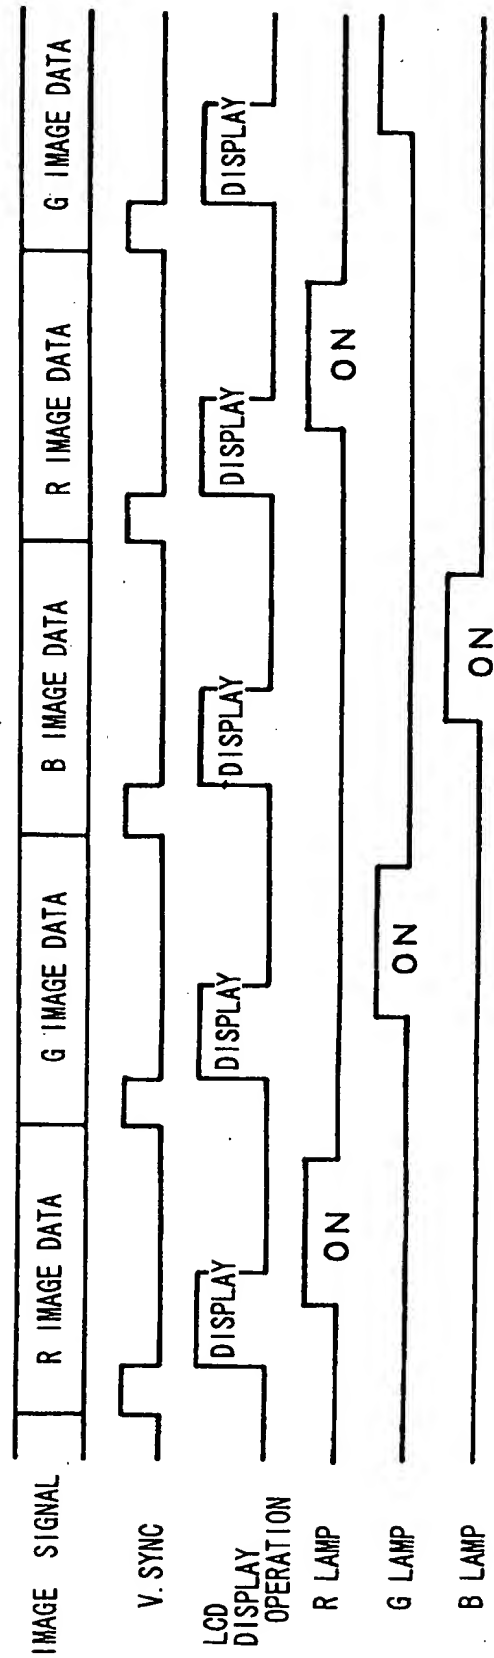 IMAGE SIGNAL
R IMAGE DATA
G IMAGE DATA
B IMAGE DATA
R IMAGE DATA
G IMAGE DATA
V.SYNC
LCD
DISPLAY
OPERATION
DISPLAY
DISPLAY
DISPLAY
DISPLAY
DISPLAY
R LAMP
ON
ON
G LAMP
ON
B LAMP
ON